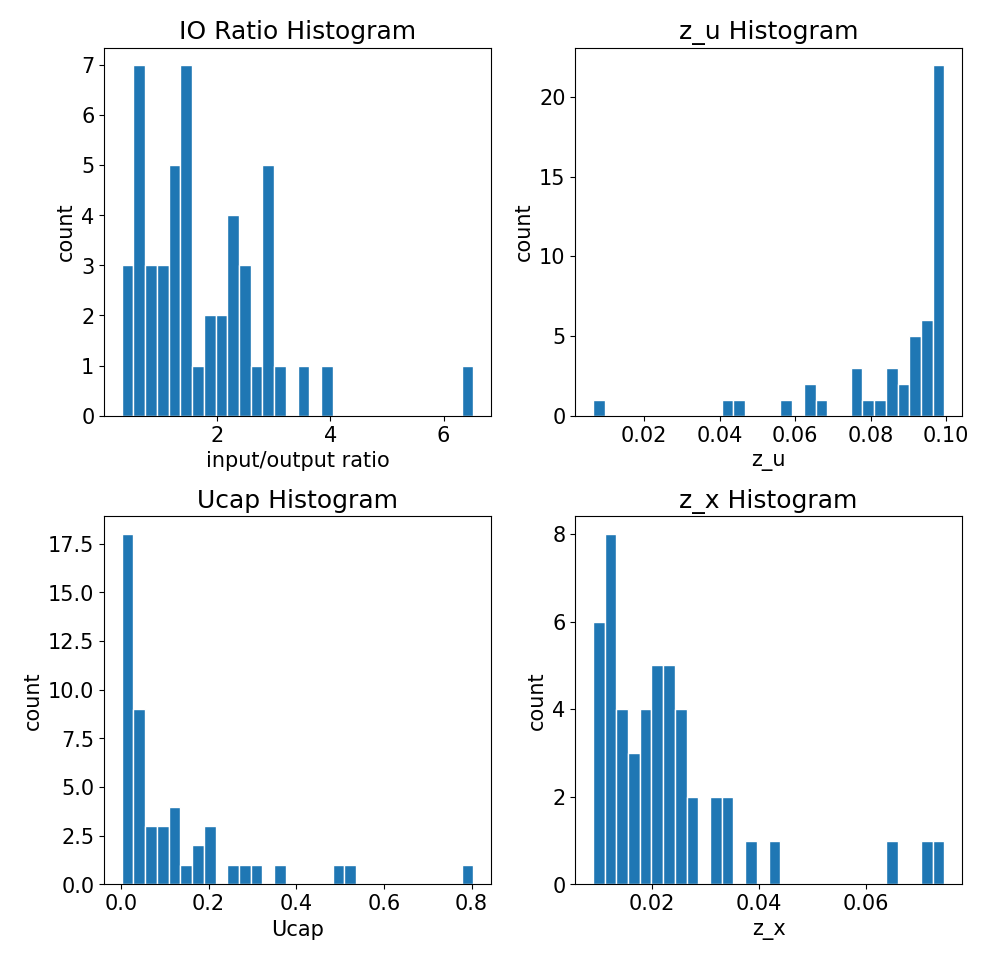 IO Ratio Histogram
7
6
5
4
3
2
1
0
count
2 4 6
input/output ratio
z_u Histogram
20
15
10
5
0
count
0.02 0.04 0.06 0.08 0.10
z_u
Ucap Histogram
17.5
15.0
12.5
10.0
7.5
5.0
2.5
0.0
count
0.0 0.2 0.4 0.6 0.8
Ucap
z_x Histogram
8
6
4
2
0
count
0.02 0.04 0.06
z_x